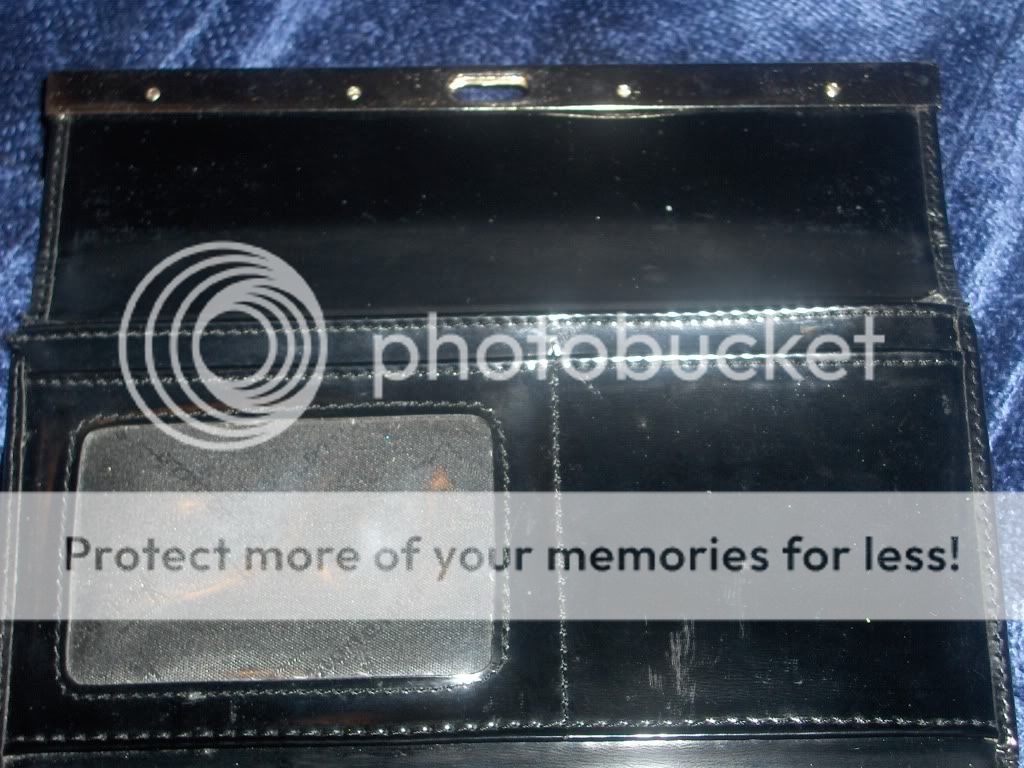 photobucket
Protect more of your memories for less!